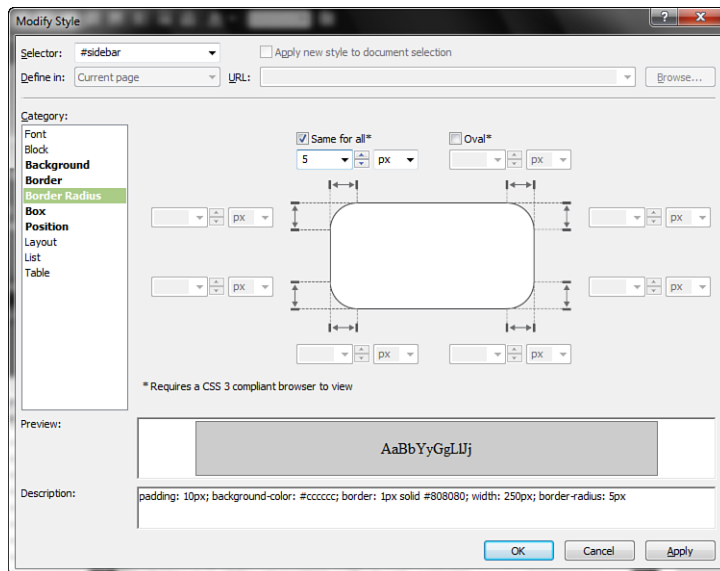 Modify Style
Selector: #sidebar Apply new style to document selection
Define in: Current page URL: Browse...
Category:
Font
Block
Background
Border
Border Radius
Box
Position
Layout
List
Table
Same for all* Oval*
5 px px
px px
px px
px px
* Requires a CSS 3 compliant browser to view
Preview:
AaBbYyGgLlJj
Description:
padding: 10px; background-color: #cccccc; border: 1px solid #808080; width: 250px; border-radius: 5px
OK Cancel Apply